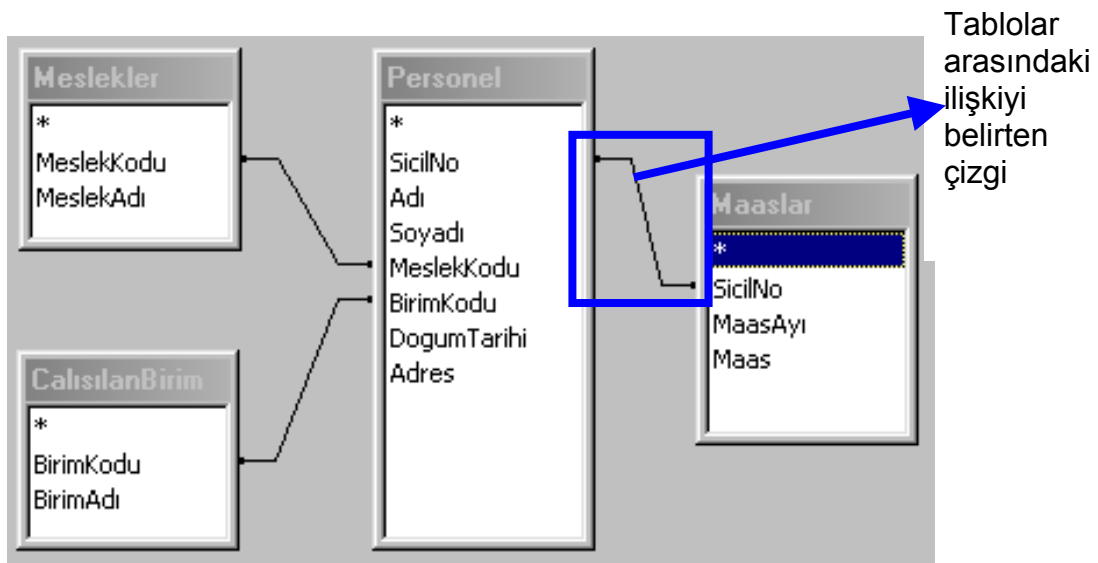 Meslekler
*
MeslekKodu
MeslekAdı
CalısılanBirim
*
BirimKodu
BirimAdı
Personel
*
SicilNo
Adı
Soyadı
MeslekKodu
BirimKodu
DogumTarihi
Adres
Maaslar
*
SicilNo
MaasAyı
Maas
Tablolar
arasındaki
ilişkiyi
belirten
çizgi